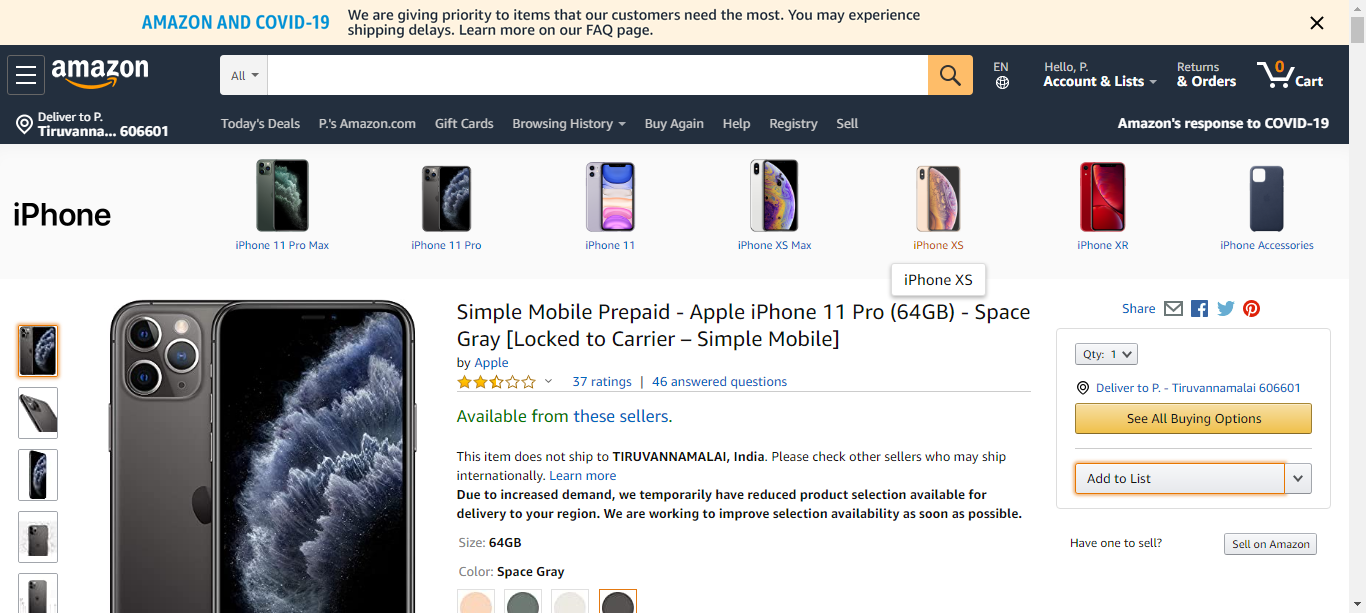 AMAZON AND COVID-19
We are giving priority to items that our customers need the most. You may experience
shipping delays. Learn more on our FAQ page.
amazon
All
EN
Hello, P.
Account & Lists
Returns
& Orders
0
Cart
Deliver to P.
Tiruvanna... 606601
Today's Deals
P.'s Amazon.com
Gift Cards
Browsing History
Buy Again
Help
Registry
Sell
Amazon's response to COVID-19
iPhone
iPhone 11 Pro Max
iPhone 11 Pro
iPhone 11
iPhone XS Max
iPhone XS
iPhone XR
iPhone Accessories
iPhone XS
Simple Mobile Prepaid - Apple iPhone 11 Pro (64GB) - Space
Gray [Locked to Carrier – Simple Mobile]
by Apple
37 ratings | 46 answered questions
Available from these sellers.
This item does not ship to TIRUVANNAMALAI, India. Please check other sellers who may ship
internationally. Learn more
Due to increased demand, we temporarily have reduced product selection available for
delivery to your region. We are working to improve selection availability as soon as possible.
Size: 64GB
Color: Space Gray
Share
Qty: 1
Deliver to P. - Tiruvannamalai 606601
See All Buying Options
Add to List
Have one to sell?
Sell on Amazon